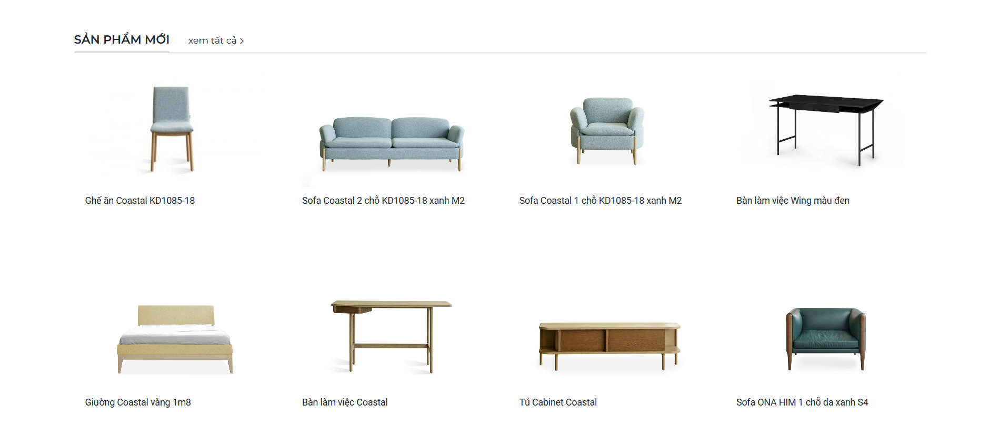 SẢN PHẨM MỚI
xem tất cả
Ghế ăn Coastal KD1085-18
Sofa Coastal 2 chỗ KD1085-18 xanh M2
Sofa Coastal 1 chỗ KD1085-18 xanh M2
Bàn làm việc Wing màu đen
Giường Coastal vàng 1m8
Bàn làm việc Coastal
Tủ Cabinet Coastal
Sofa ONA HIM 1 chỗ da xanh S4